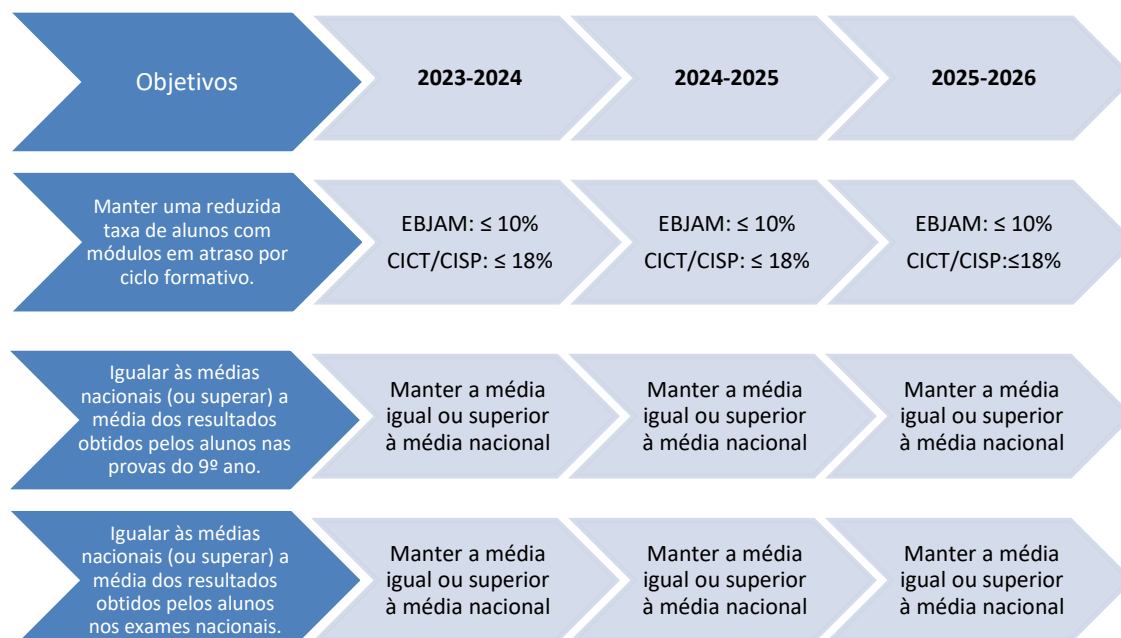 Objetivos
2023-2024
2024-2025
2025-2026
Manter uma reduzida
taxa de alunos com
módulos em atraso por
ciclo formativo.
EBJAM: ≤ 10%
CICT/CISP: ≤ 18%
EBJAM: ≤ 10%
CICT/CISP: ≤ 18%
EBJAM: ≤ 10%
CICT/CISP:≤18%
Igualar às médias
nacionais (ou superar) a
média dos resultados
obtidos pelos alunos nas
provas do 9º ano.
Manter a média
igual ou superior
à média nacional
Manter a média
igual ou superior
à média nacional
Manter a média
igual ou superior
à média nacional
Igualar às médias
nacionais (ou superar) a
média dos resultados
obtidos pelos alunos
nos exames nacionais.
Manter a média
igual ou superior
à média nacional
Manter a média
igual ou superior
à média nacional
Manter a média
igual ou superior
à média nacional